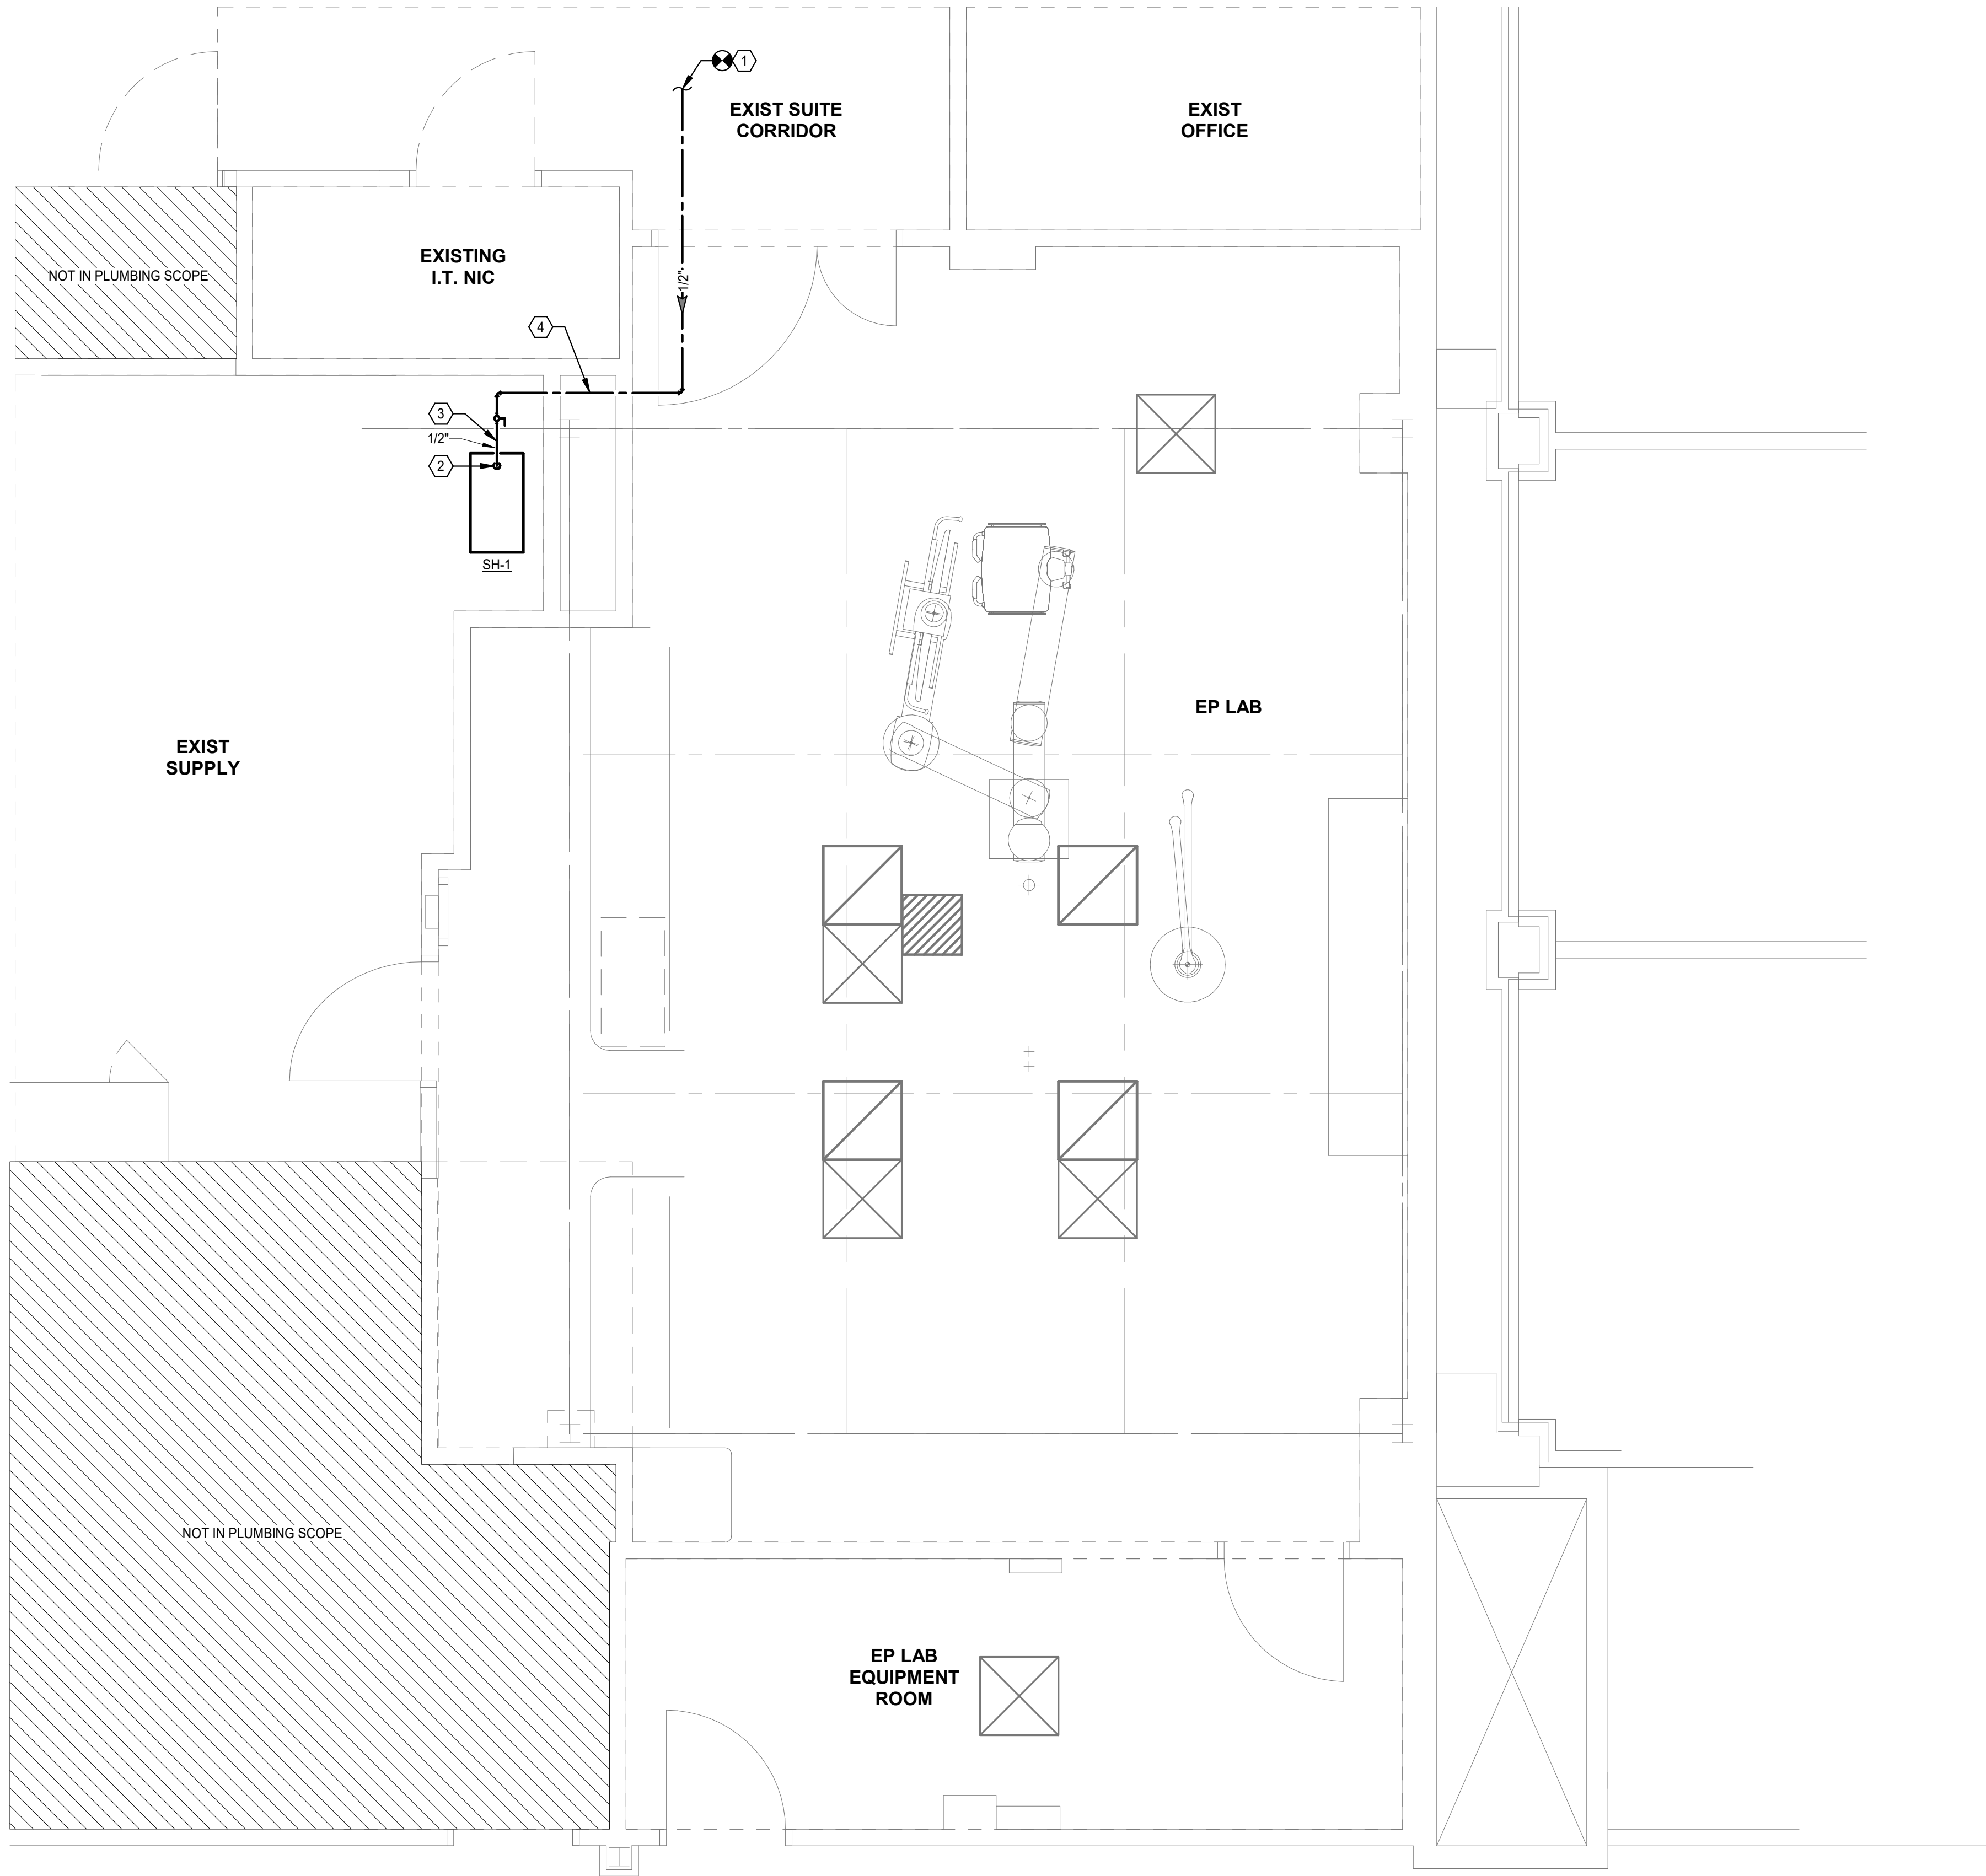 1
EXIST SUITE
CORRIDOR
EXIST
OFFICE
EXISTING
I.T. NIC
NOT IN PLUMBING SCOPE
1/2"
4
3
1/2"
2
SH-1
EP LAB
EXIST
SUPPLY
NOT IN PLUMBING SCOPE
EP LAB
EQUIPMENT
ROOM